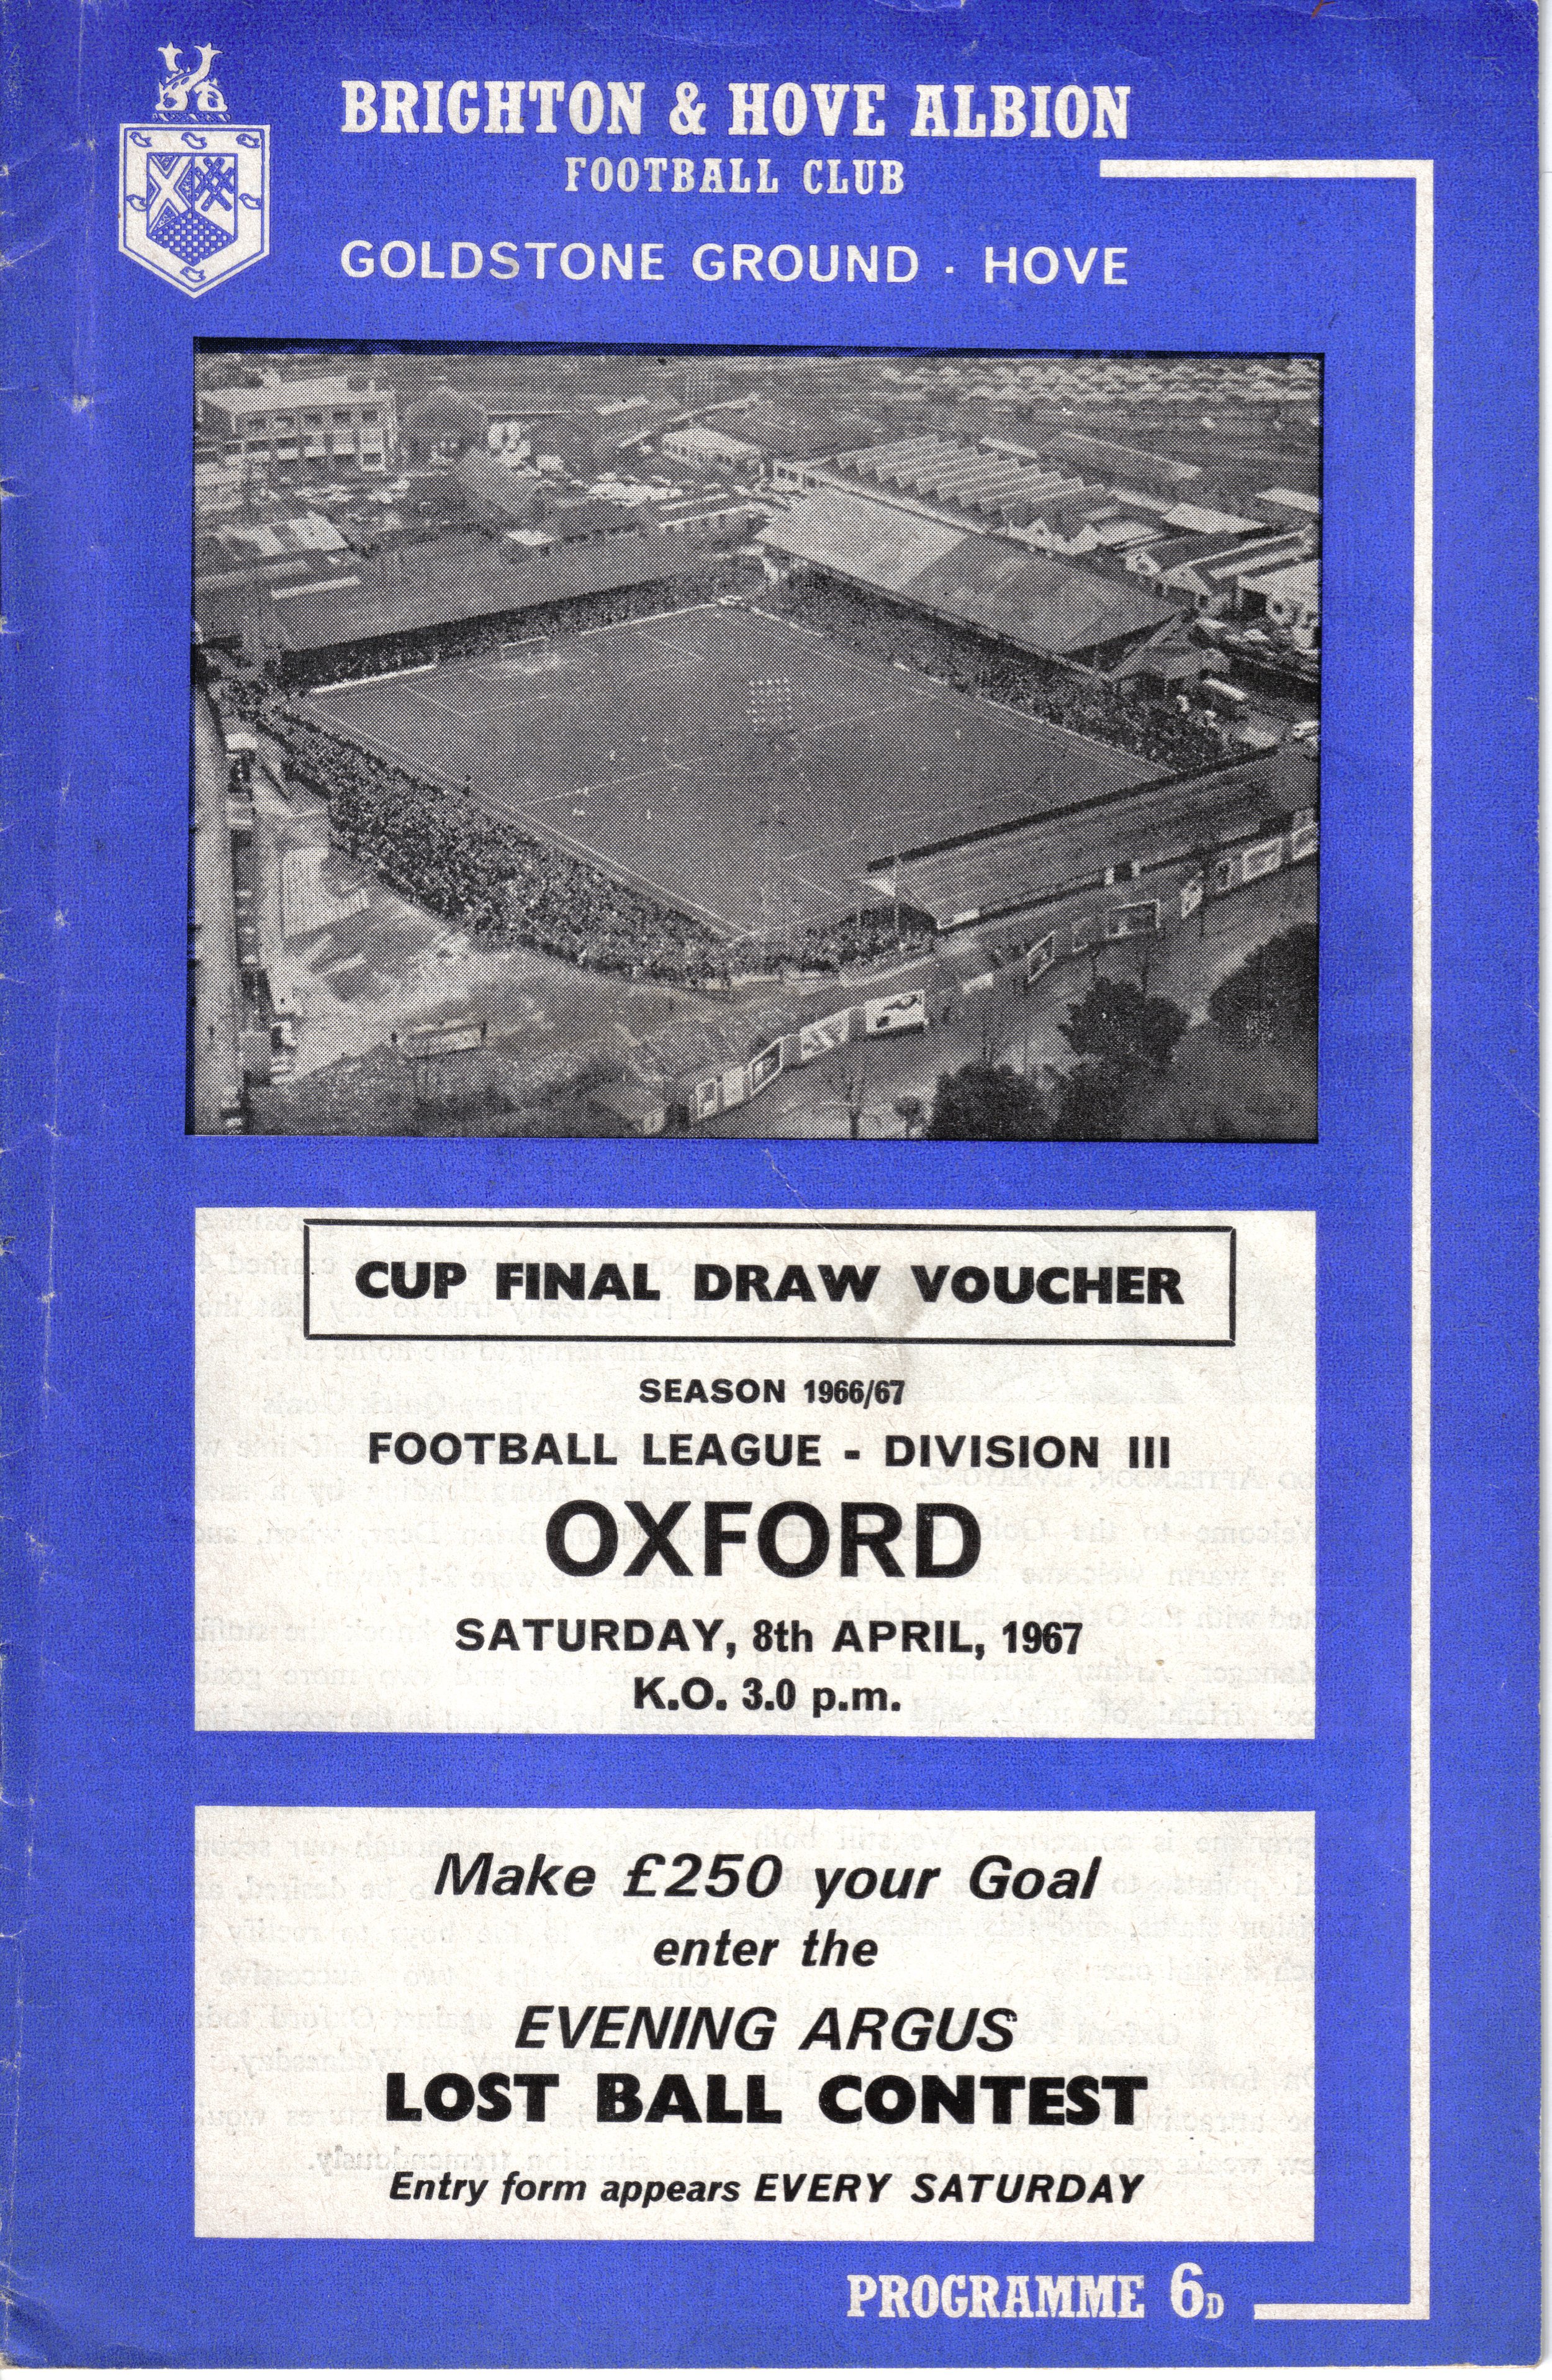 BRIGHTON & HOVE ALBION
FOOTBALL CLUB
GOLDSTONE GROUND · HOVE
CUP FINAL DRAW VOUCHER
SEASON 1966/67
FOOTBALL LEAGUE - DIVISION III
OXFORD
SATURDAY, 8th APRIL, 1967
K.O. 3.0 p.m.
Make £250 your Goal
enter the
EVENING ARGUS
LOST BALL CONTEST
Entry form appears EVERY SATURDAY
PROGRAMME 6D